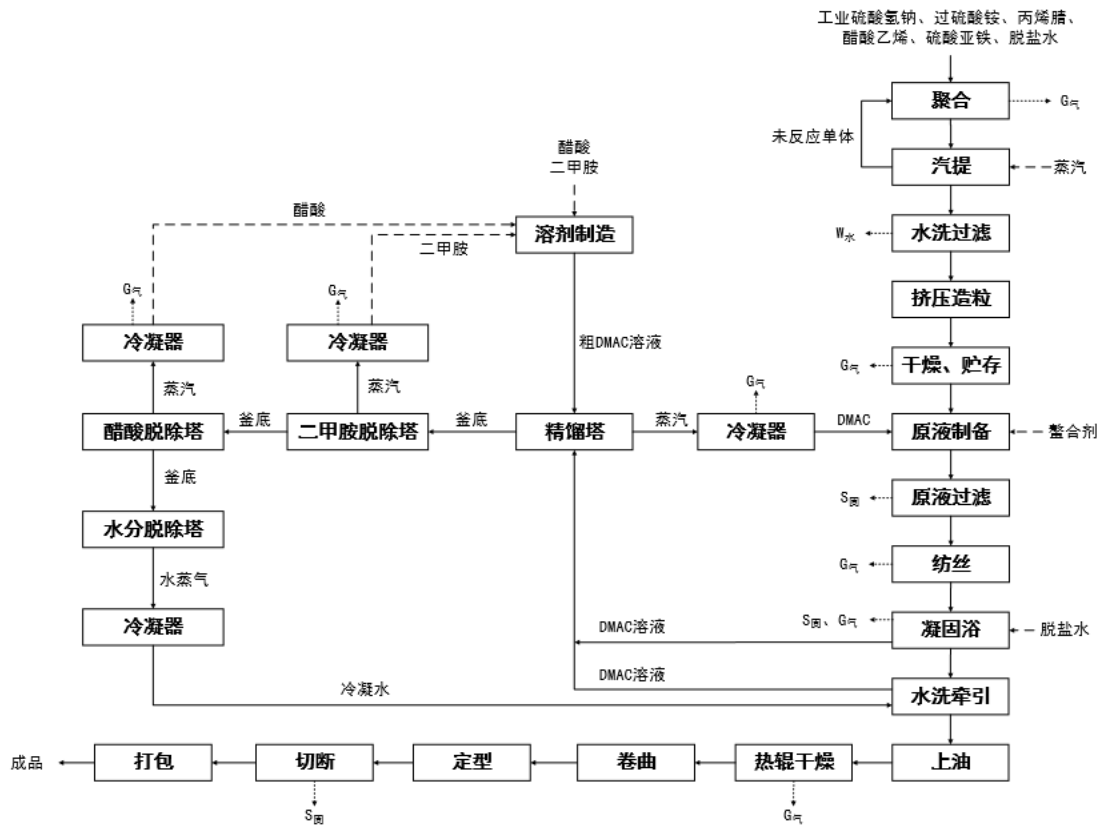 工业硫酸氢钠、过硫酸铵、丙烯腈、
醋酸乙烯、硫酸亚铁、脱盐水
聚合
G气
未反应单体
汽提
蒸汽
醋酸
二甲胺
醋酸
溶剂制造
二甲胺
W水
水洗过滤
挤压造粒
G气
G气
冷凝器
冷凝器
粗DMAC溶液
G气
干燥、贮存
蒸汽
蒸汽
G气
醋酸脱除塔
釜底
二甲胺脱除塔
釜底
精馏塔
蒸汽
冷凝器
DMAC
原液制备
螯合剂
釜底
S固
原液过滤
水分脱除塔
G气
纺丝
水蒸气
冷凝器
DMAC溶液
S固、G气
凝固浴
脱盐水
DMAC溶液
冷凝水
水洗牵引
成品
打包
切断
定型
卷曲
热辊干燥
上油
S固
G气